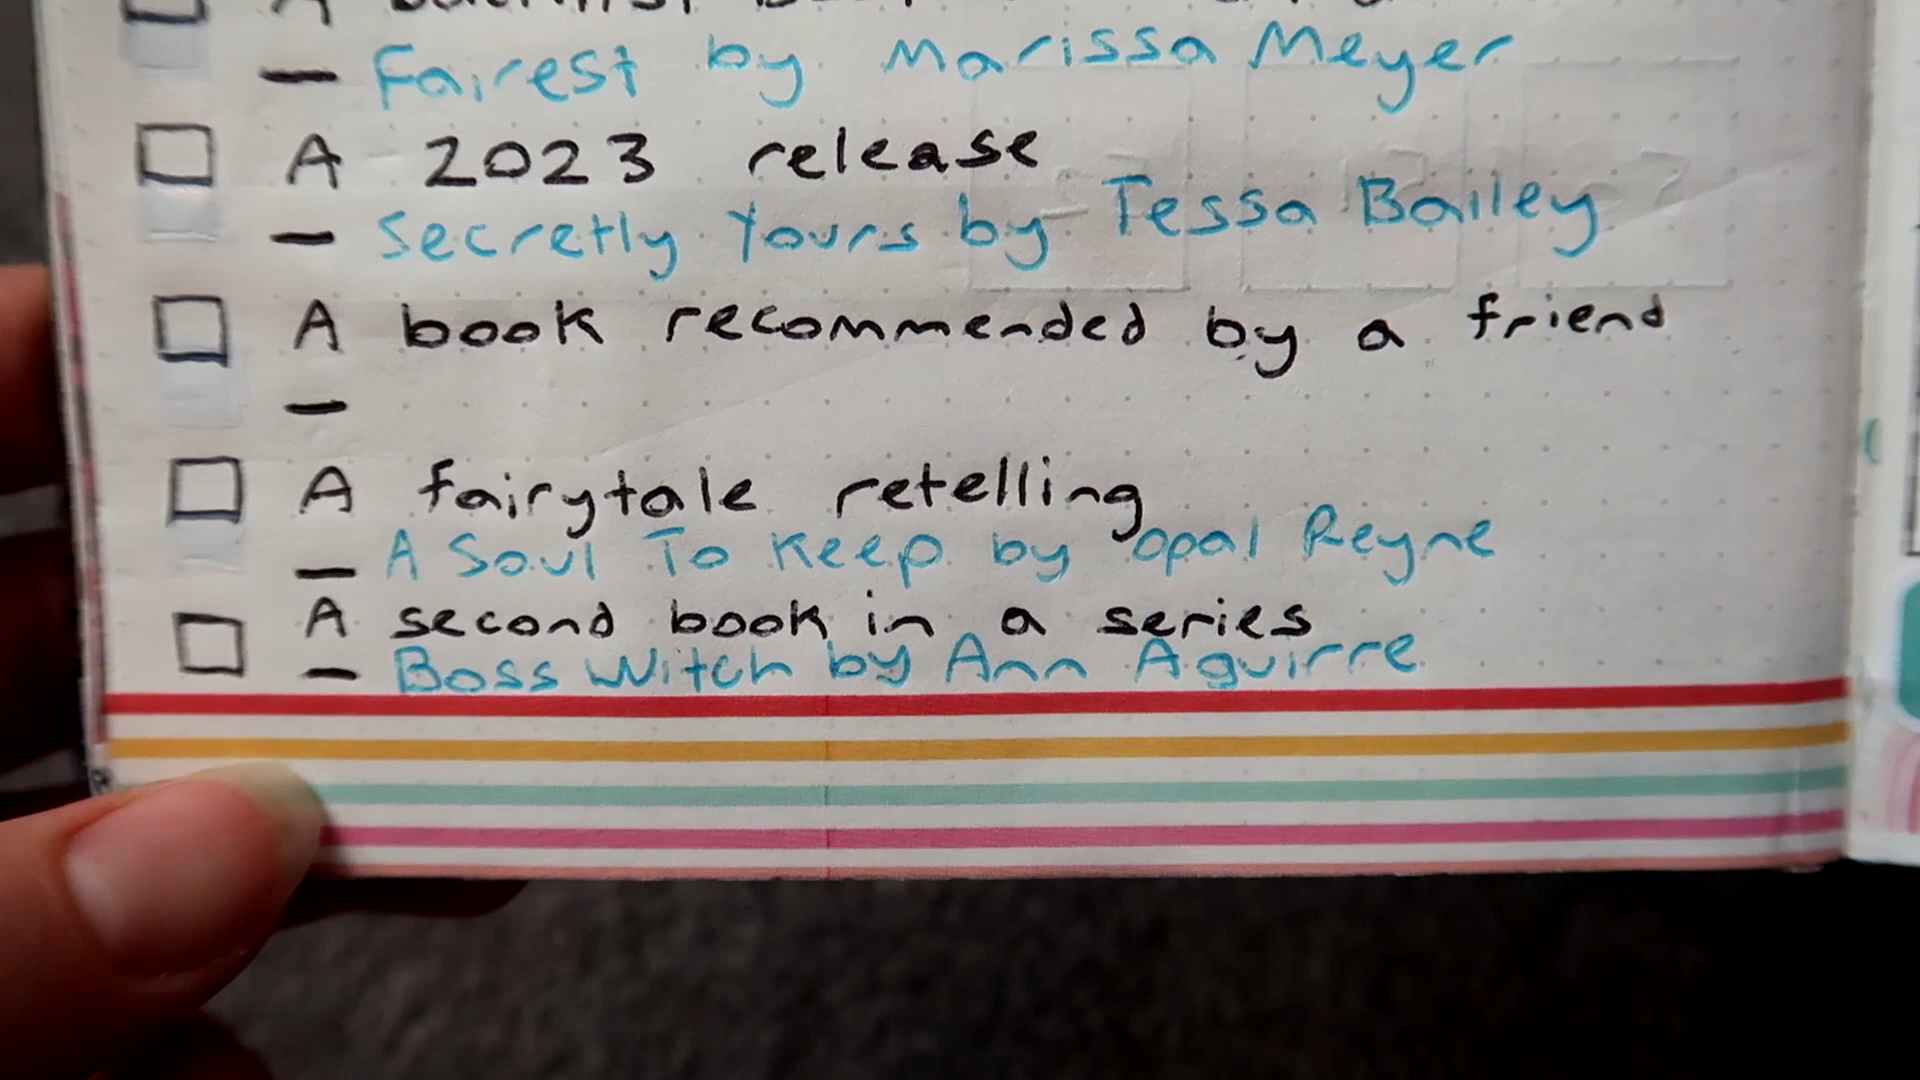 A backlist
— Fairest by Marissa Meyer
A 2023 release
— Secretly Yours by Tessa Bailey
A book recommended by a friend
—
A fairytale retelling
— A Soul To Keep by Opal Reyne
A second book in a series
— Boss Witch by Ann Aguirre